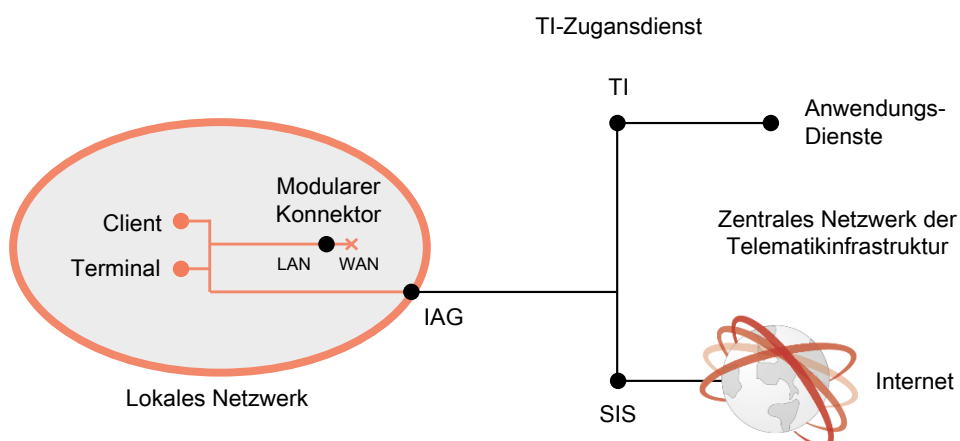 TI-Zugansdienst
TI
Anwendungs-
Dienste
Modularer
Konnektor
Client
Terminal
LAN
WAN
Zentrales Netzwerk der
Telematikinfrastruktur
IAG
Lokales Netzwerk
SIS
Internet